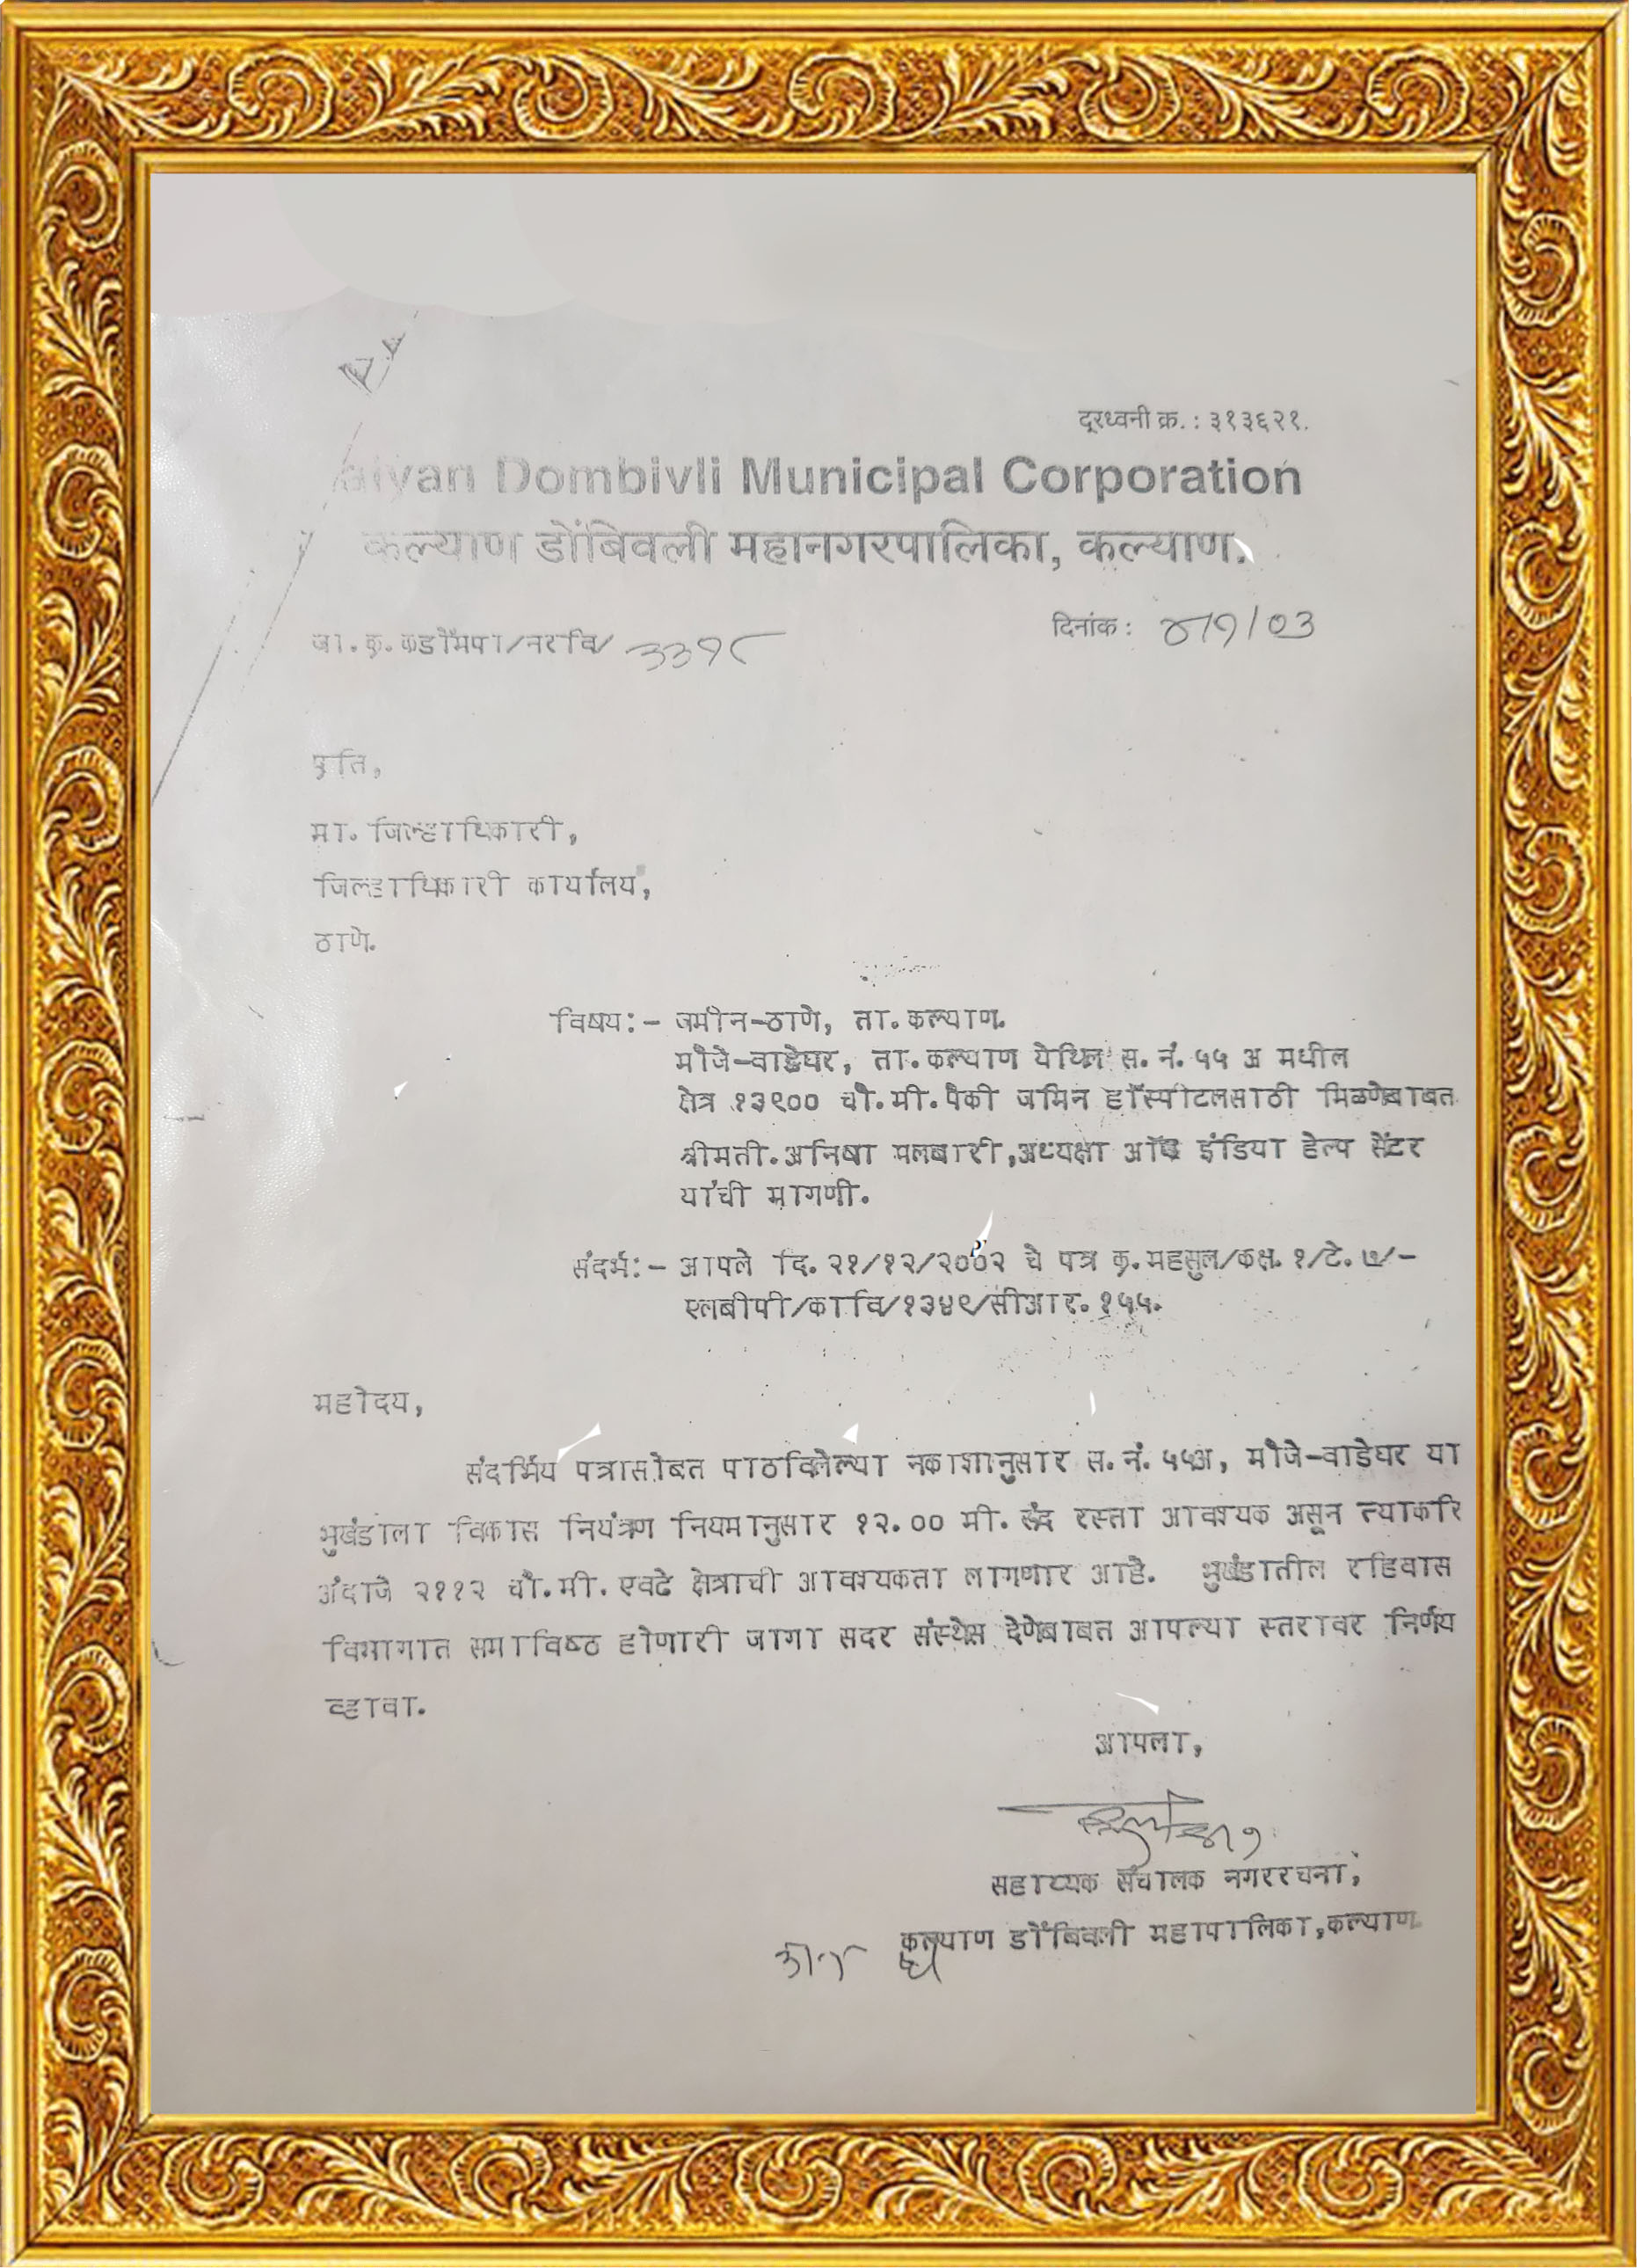 दूरध्वनी क्र. : ३१३६२१.
alyan Dombivli Municipal Corporation
कल्याण डोंबिवली महानगरपालिका, कल्याण.
दिनांक :
जा.क्र.कडोंमपा/नरवि/
प्रति,
मा. जिल्हाधिकारी,
जिल्हाधिकारी कार्यालय,
ठाणे.
विषय:- जमीन-ठाणे, ता.कल्याण.
मौजे-वाडेघर, ता.कल्याण येथिल स.नं.५५ अ मधील
क्षेत्र १३९०० चौ.मी.पैकी जमिन हॉस्पीटलसाठी मिळणेबाबत
श्रीमती.अनिषा मलबारी,अध्यक्षा ऑफ इंडिया हेल्प सेंटर
यांची मागणी.
संदर्भ:- आपले दि.२१/१२/२००२ चे पत्र क्र.महसुल/कक्ष.१/टे.७/-
एलबीपी/कावि/१३४९/सीआर.१५५.
महोदय,
संदर्भिय पत्रासोबत पाठविलेल्या नकाशानुसार स.नं.५५अ, मौजे-वाडेघर या
भुखंडाला विकास नियंत्रण नियमानुसार १२.०० मी. रुंद रस्ता आवश्यक असून त्याकरि
अंदाजे २११२ चौ.मी. एवढे क्षेत्राची आवश्यकता लागणार आहे. भुखंडातील रहिवास
विभागात समाविष्ठ होणारी जागा सदर संस्थेस देणेबाबत आपल्या स्तरावर निर्णय
व्हावा.
आपला,
सहाय्यक संचालक नगररचना,
कल्याण डोंबिवली महापालिका,कल्याण.